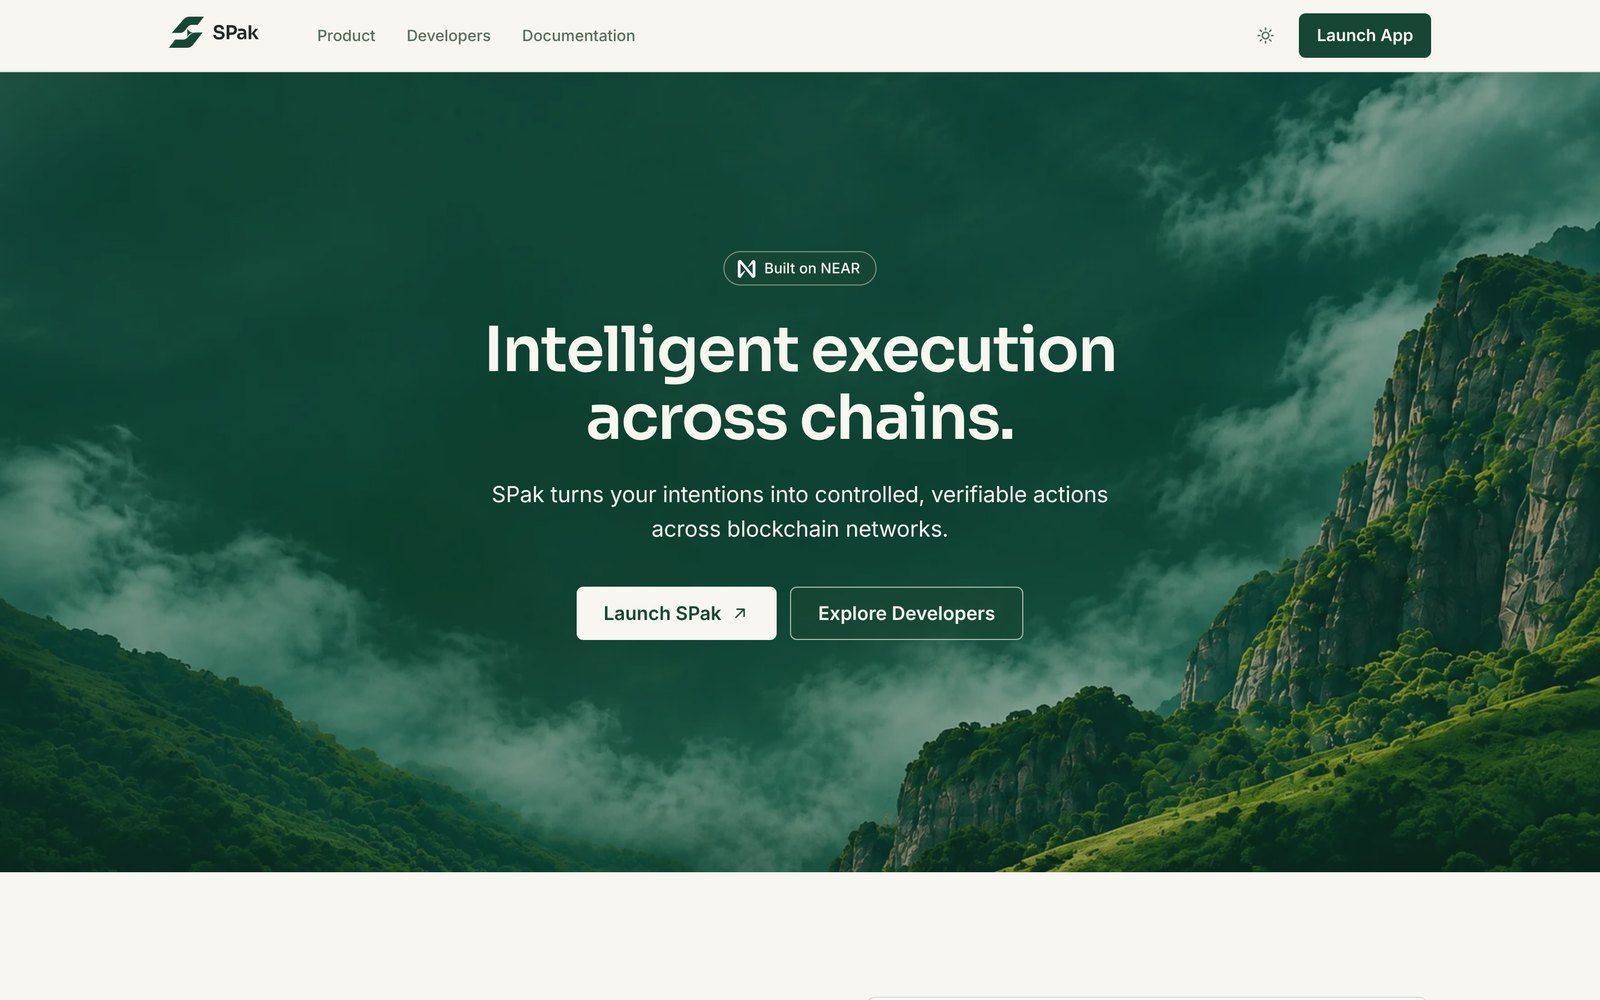 SPak
Product
Developers
Documentation
Launch App
Built on NEAR
Intelligent execution
across chains.
SPak turns your intentions into controlled, verifiable actions
across blockchain networks.
Launch SPak
Explore Developers